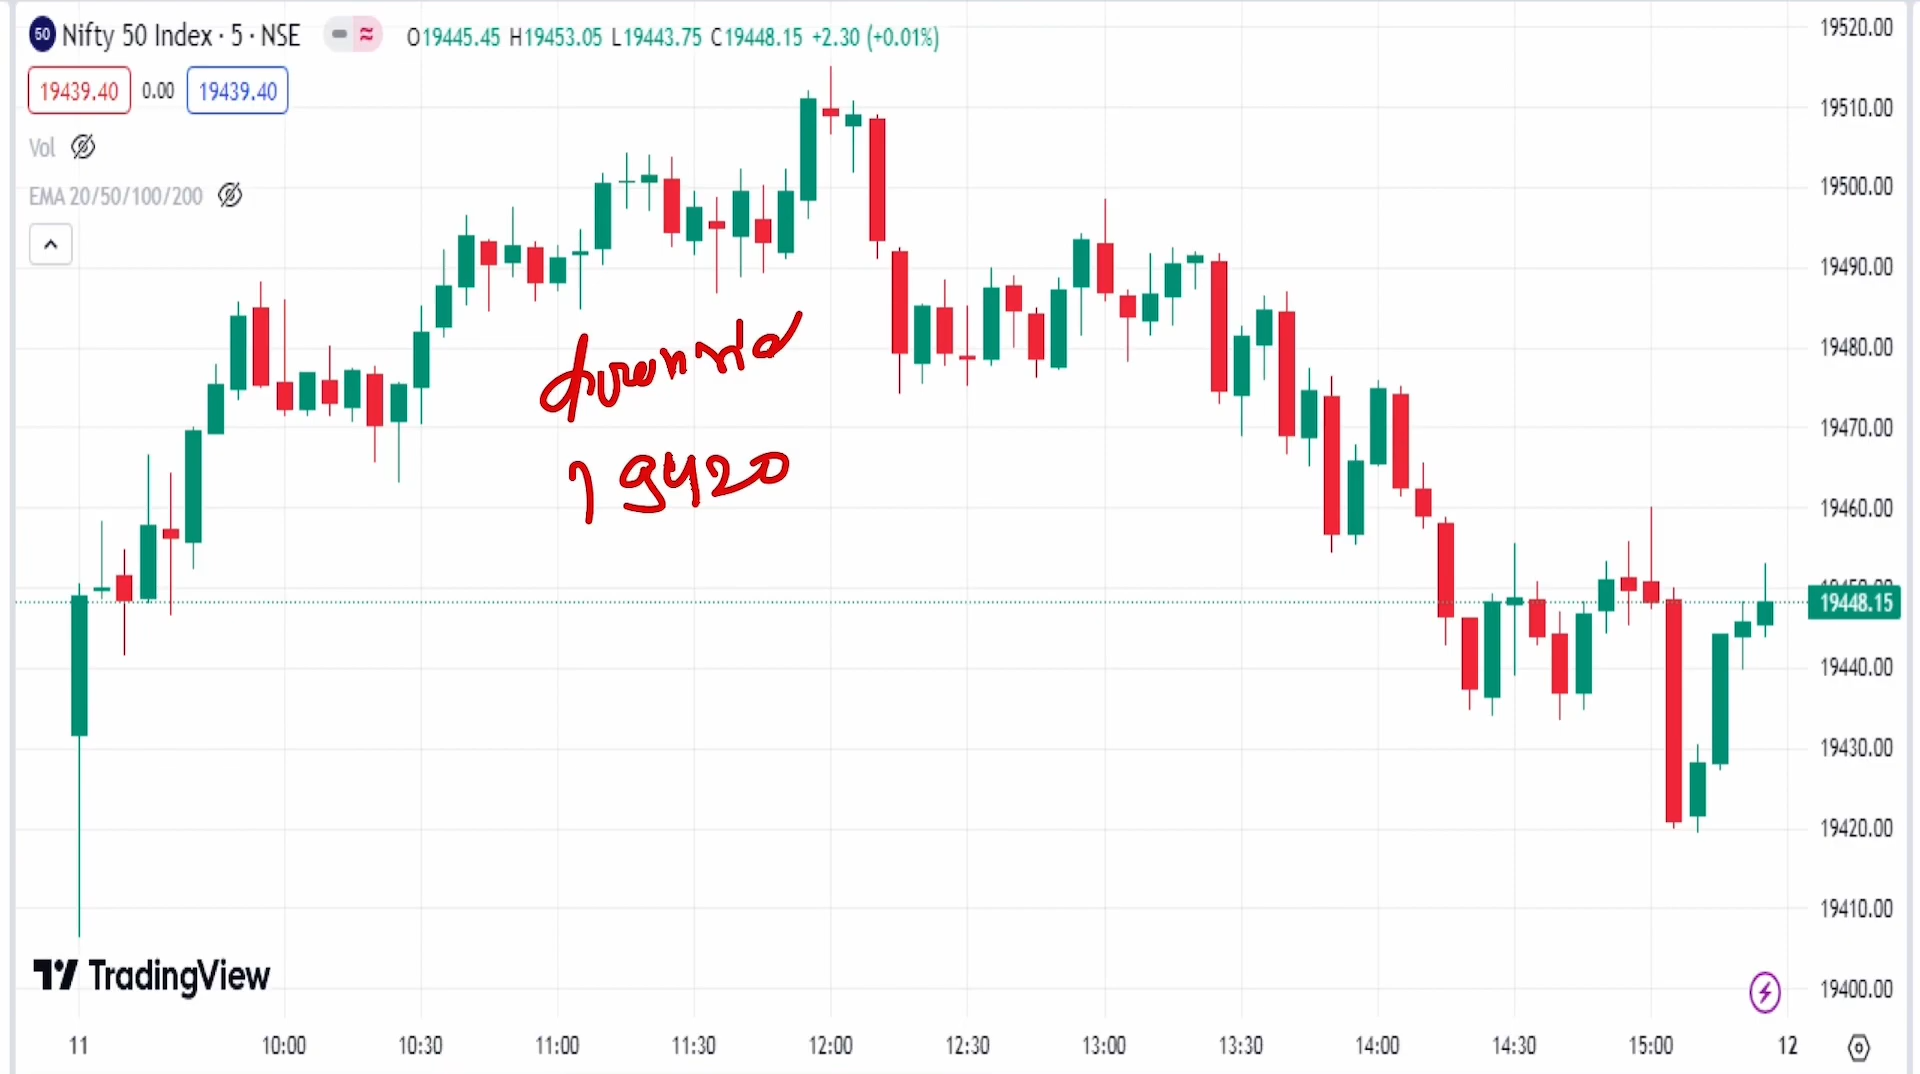 50 Nifty 50 Index · 5 · NSE O19445.45 H19453.05 L19443.75 C19448.15 +2.30 (+0.01%)
19439.40 0.00 19439.40
Vol
EMA 20/50/100/200
19420
19520.00
19510.00
19500.00
19490.00
19480.00
19470.00
19460.00
19450.00
19448.15
19440.00
19430.00
19420.00
19410.00
19400.00
TradingView
11 10:00 10:30 11:00 11:30 12:00 12:30 13:00 13:30 14:00 14:30 15:00 12